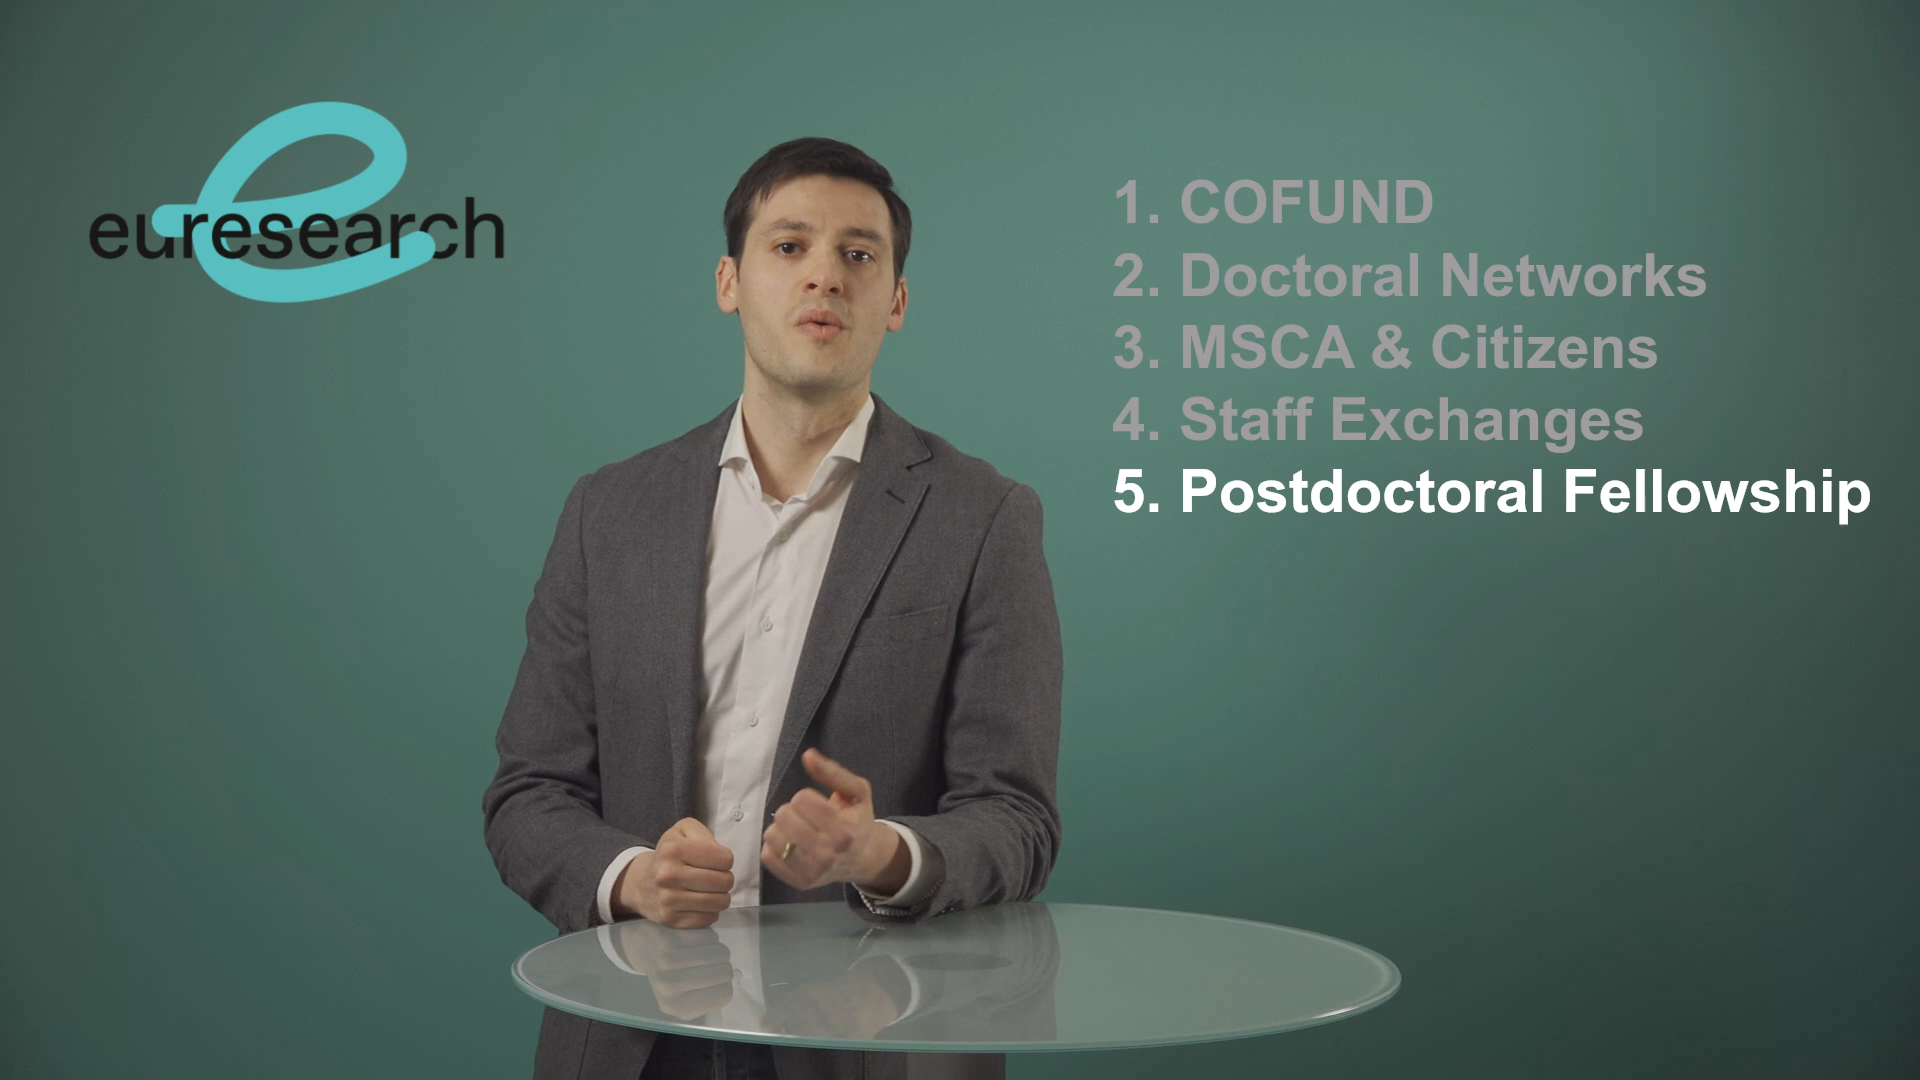 euresearch
1. COFUND
2. Doctoral Networks
3. MSCA & Citizens
4. Staff Exchanges
5. Postdoctoral Fellowship